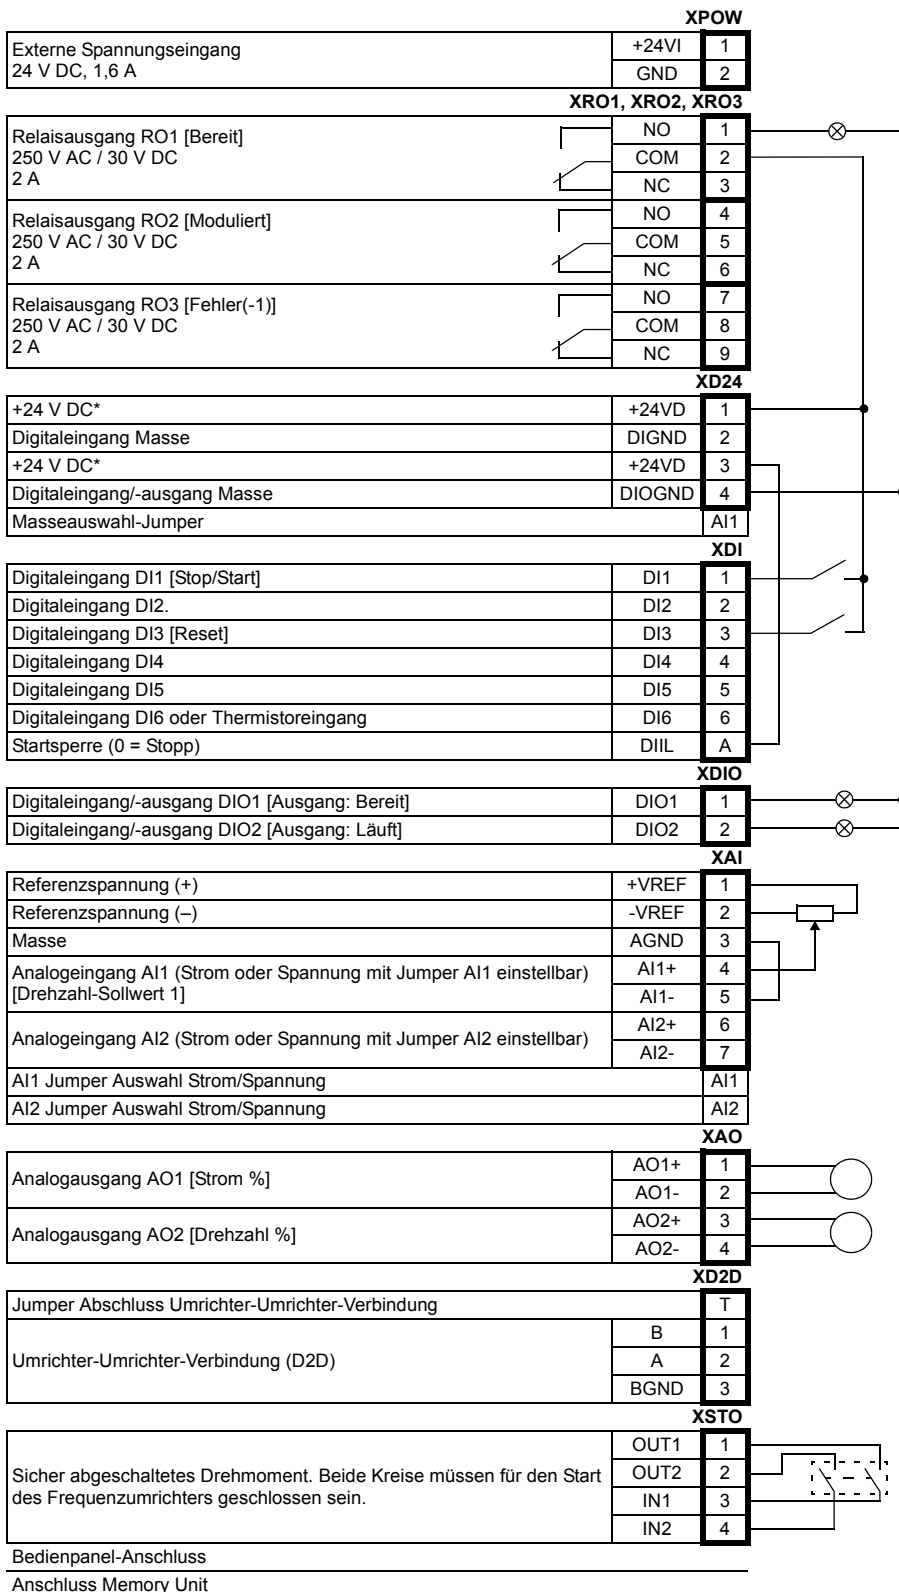 XPOW
Externe Spannungseingang
24 V DC, 1,6 A
+24VI 1
GND 2
XRO1, XRO2, XRO3
Relaisausgang RO1 [Bereit]
250 V AC / 30 V DC
2 A
NO 1
COM 2
NC 3
Relaisausgang RO2 [Moduliert]
250 V AC / 30 V DC
2 A
NO 4
COM 5
NC 6
Relaisausgang RO3 [Fehler(-1)]
250 V AC / 30 V DC
2 A
NO 7
COM 8
NC 9
XD24
+24 V DC* +24VD 1
Digitaleingang Masse DIGND 2
+24 V DC* +24VD 3
Digitaleingang/-ausgang Masse DIOGND 4
Masseauswahl-Jumper AI1
XDI
Digitaleingang DI1 [Stop/Start] DI1 1
Digitaleingang DI2. DI2 2
Digitaleingang DI3 [Reset] DI3 3
Digitaleingang DI4 DI4 4
Digitaleingang DI5 DI5 5
Digitaleingang DI6 oder Thermistoreingang DI6 6
Startsperre (0 = Stopp) DIIL A
XDIO
Digitaleingang/-ausgang DIO1 [Ausgang: Bereit] DIO1 1
Digitaleingang/-ausgang DIO2 [Ausgang: Läuft] DIO2 2
XAI
Referenzspannung (+) +VREF 1
Referenzspannung (–) -VREF 2
Masse AGND 3
Analogeingang AI1 (Strom oder Spannung mit Jumper AI1 einstellbar)
[Drehzahl-Sollwert 1]
AI1+ 4
AI1- 5
Analogeingang AI2 (Strom oder Spannung mit Jumper AI2 einstellbar)
AI2+ 6
AI2- 7
AI1 Jumper Auswahl Strom/Spannung AI1
AI2 Jumper Auswahl Strom/Spannung AI2
XAO
Analogausgang AO1 [Strom %]
AO1+ 1
AO1- 2
Analogausgang AO2 [Drehzahl %]
AO2+ 3
AO2- 4
XD2D
Jumper Abschluss Umrichter-Umrichter-Verbindung T
Umrichter-Umrichter-Verbindung (D2D)
B 1
A 2
BGND 3
XSTO
Sicher abgeschaltetes Drehmoment. Beide Kreise müssen für den Start
des Frequenzumrichters geschlossen sein.
OUT1 1
OUT2 2
IN1 3
IN2 4
Bedienpanel-Anschluss
Anschluss Memory Unit